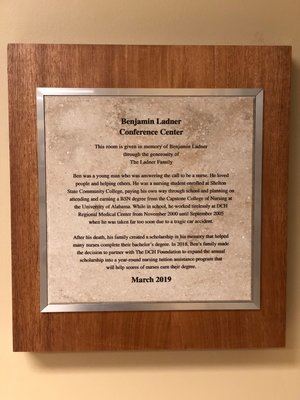 Benjamin Ladner
Conference Center
This room is given in memory of Benjamin Ladner
through the generosity of
The Ladner Family
Ben was a young man who was answering the call to be a nurse. He loved
people and helping others. He was a nursing student enrolled at Shelton
State Community College, paying his own way through school and planning on
attending and earning a BSN degree from the Capstone College of Nursing at
the University of Alabama. While in school, he worked tirelessly at DCH
Regional Medical Center from November 2000 until September 2005
when he was taken far too soon due to a tragic car accident.
After his death, his family created a scholarship in his memory that helped
many nurses complete their bachelor's degree. In 2018, Ben's family made
the decision to partner with The DCH Foundation to expand the annual
scholarship into a year-round nursing tuition assistance program that
will help scores of nurses earn their degree.
March 2019